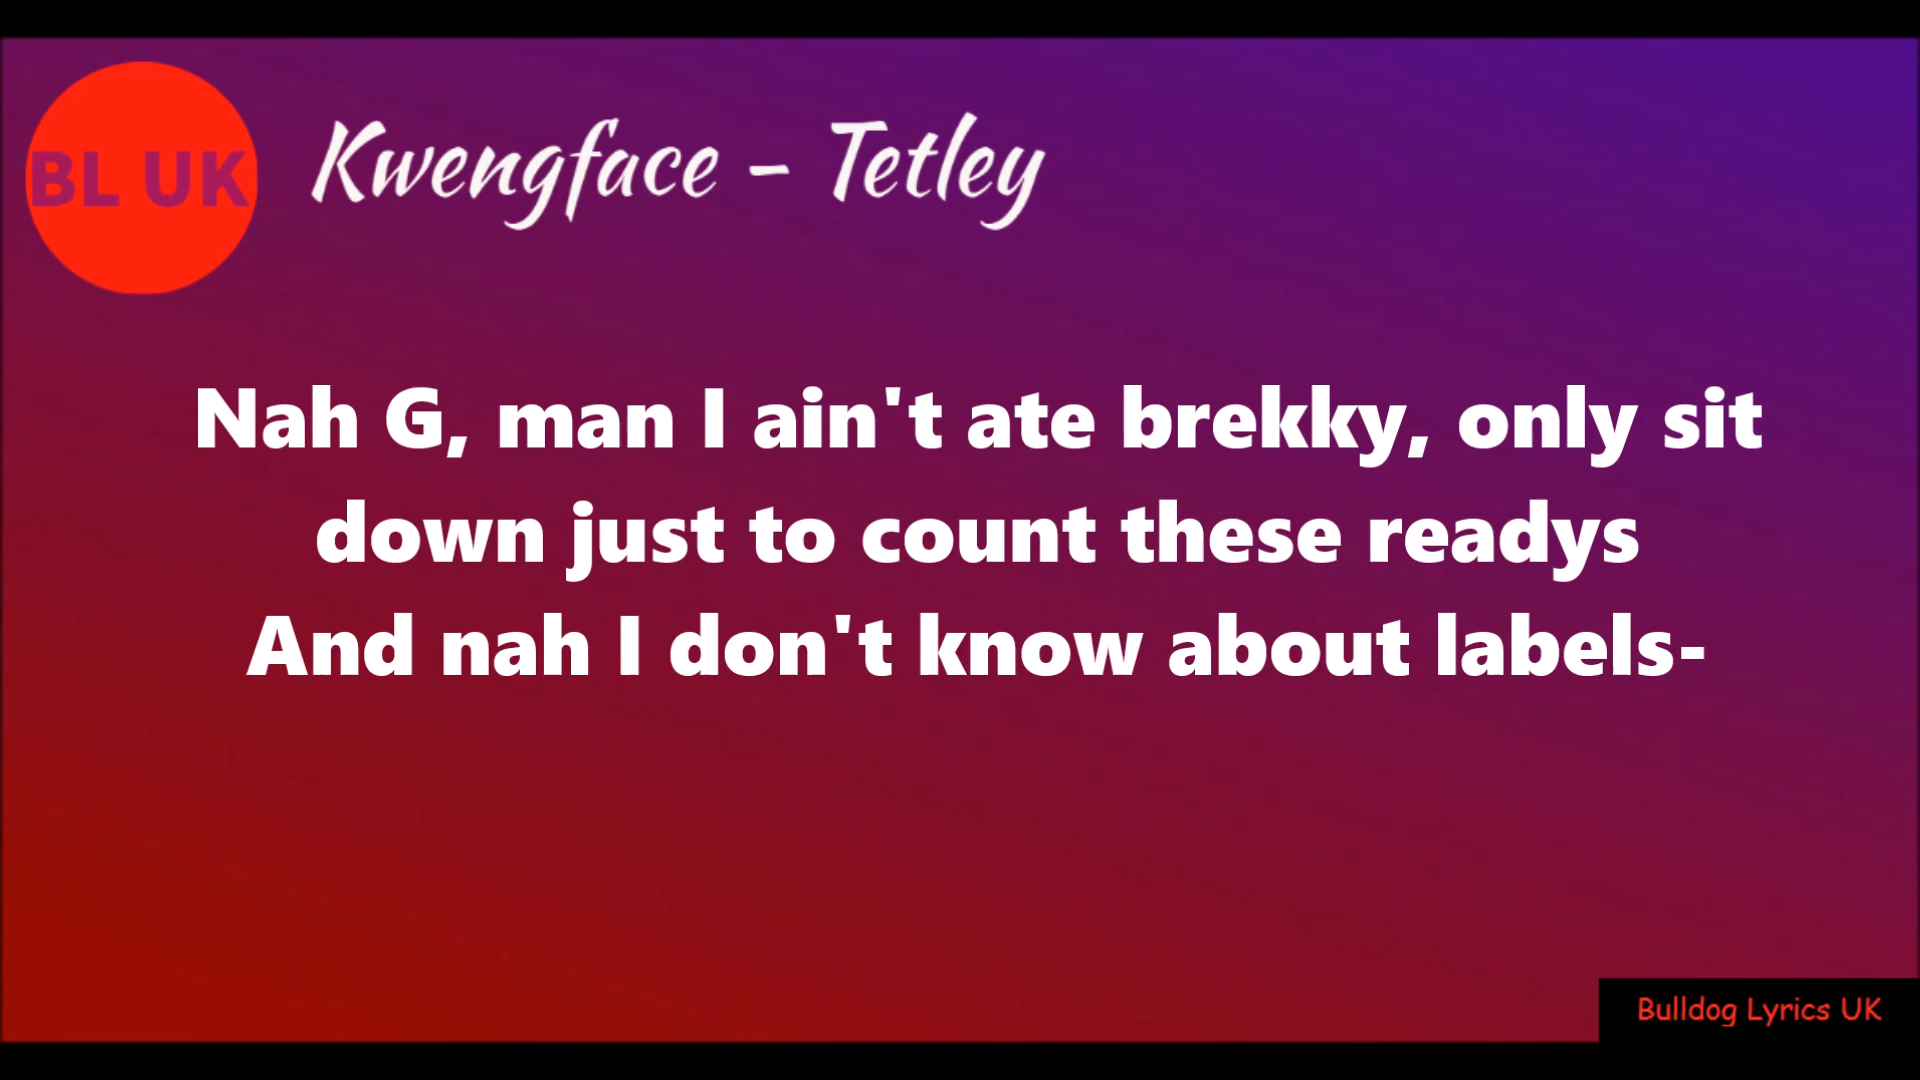 BL UK
Kwengface - Tetley
Nah G, man I ain't ate brekky, only sit
down just to count these readys
And nah I don't know about labels-
Bulldog Lyrics UK